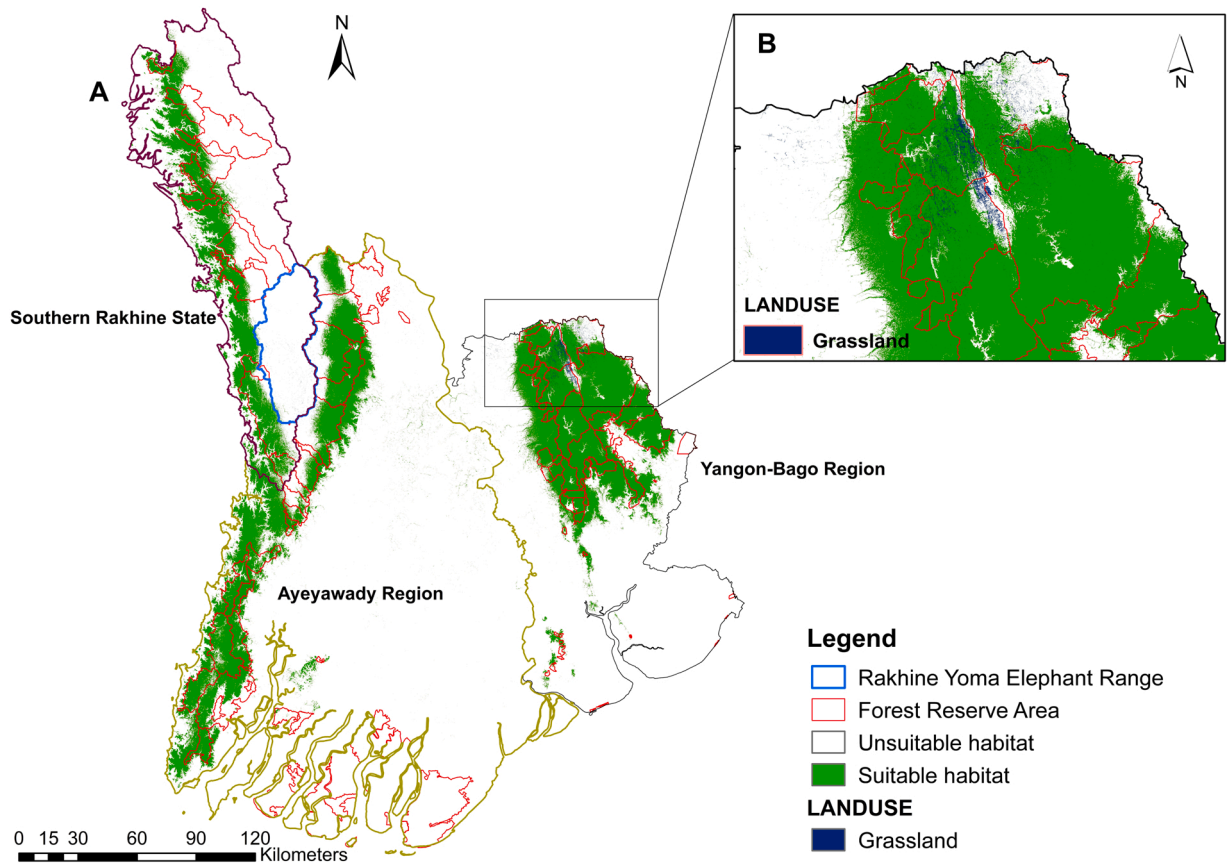 A
N
B
N
LANDUSE
Grassland
Southern Rakhine State
Yangon-Bago Region
Ayeyawady Region
Legend
Rakhine Yoma Elephant Range
Forest Reserve Area
Unsuitable habitat
Suitable habitat
LANDUSE
Grassland
0 15 30 60 90 120
Kilometers